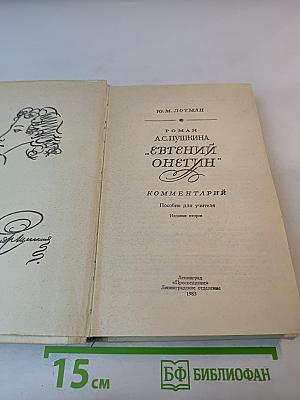 Ю. М. ЛОТМАН
РОМАН
А.С. ПУШКИНА
„ЕВГЕНИЙ
ОНЕГИН“
КОММЕНТАРИЙ
Пособие для учителя
Издание второе
Ленинград
«Просвещение»
Ленинградское отделение
1983
15 см
БФ БИБЛИОФАН